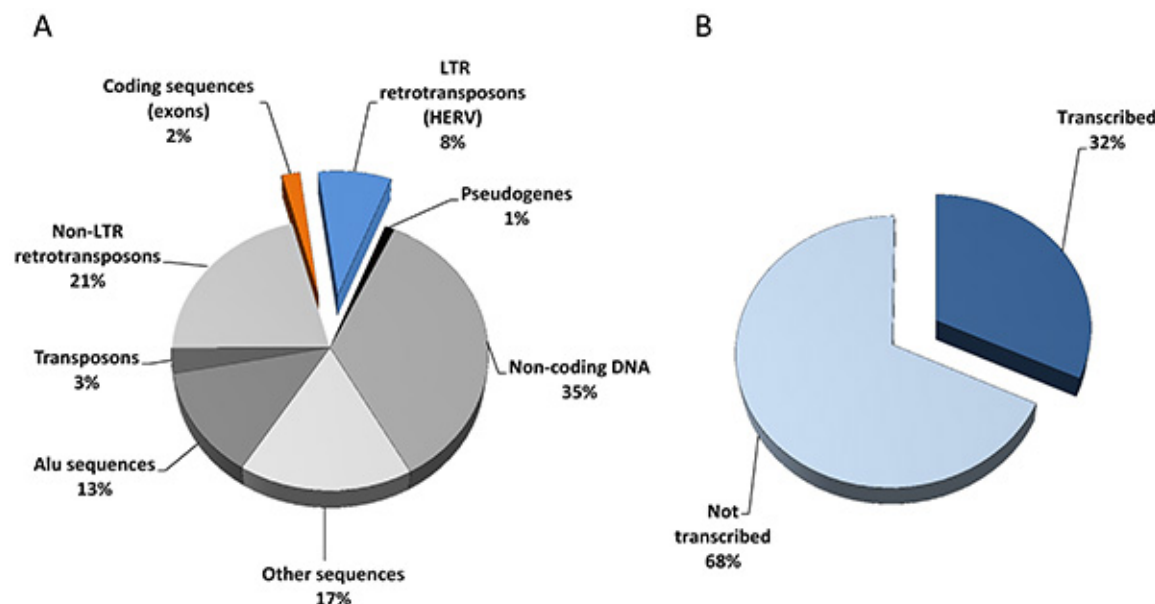 A
Coding sequences
(exons)
2%
LTR
retrotransposons
(HERV)
8%
Pseudogenes
1%
Non-LTR
retrotransposons
21%
Transposons
3%
Non-coding DNA
35%
Alu sequences
13%
Other sequences
17%
B
Transcribed
32%
Not
transcribed
68%